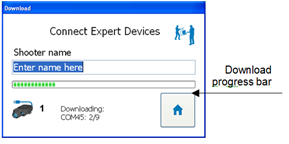 Download
Connect Expert Devices
Shooter name
Enter name here
Download
progress bar
1
Downloading:
COM45: 2/9